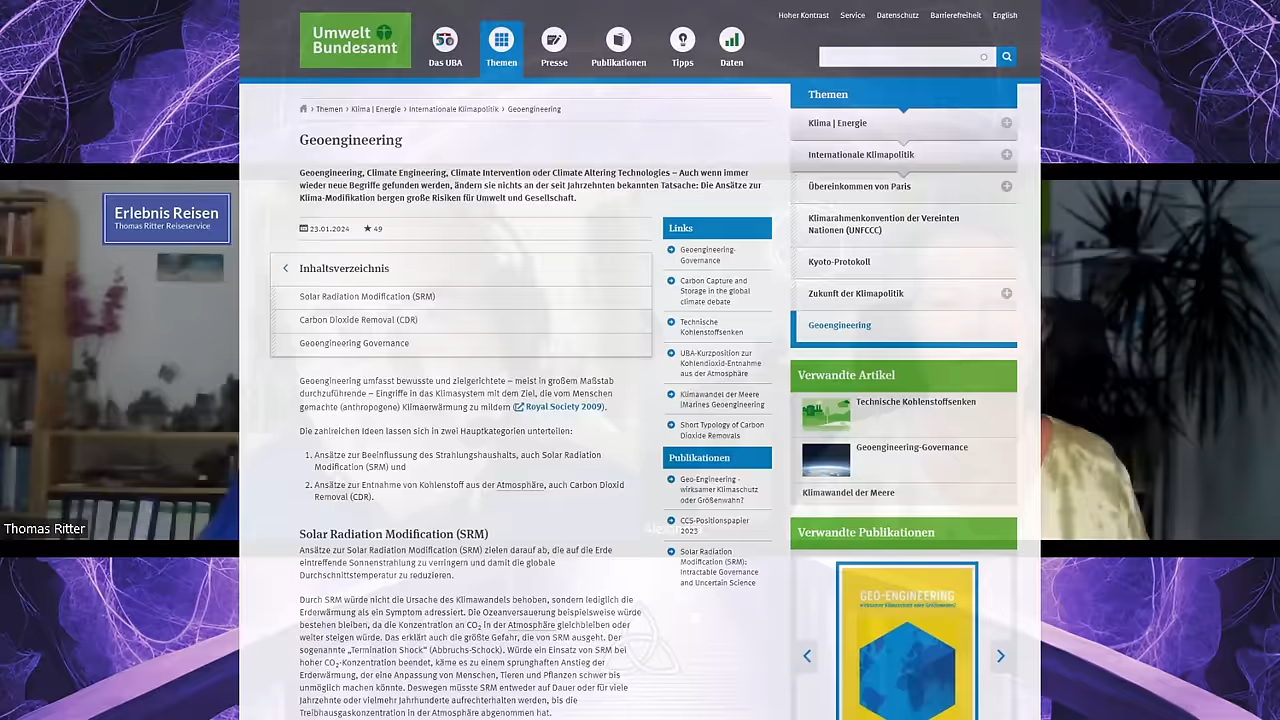 Hoher Kontrast Service Datenschutz Barrierefreiheit English
Umwelt
Bundesamt
Das UBA Themen Presse Publikationen Tipps Daten
Themen › Klima | Energie › Internationale Klimapolitik › Geoengineering
Geoengineering
Geoengineering, Climate Engineering, Climate Intervention oder Climate Altering Technologies – Auch wenn immer
wieder neue Begriffe gefunden werden, ändern sie nichts an der seit Jahrzehnten bekannten Tatsache: Die Ansätze zur
Klima-Modifikation bergen große Risiken für Umwelt und Gesellschaft.
23.01.2024 49
Inhaltsverzeichnis
Solar Radiation Modification (SRM)
Carbon Dioxide Removal (CDR)
Geoengineering Governance
Geoengineering umfasst bewusste und zielgerichtete – meist in großem Maßstab
durchzuführende – Eingriffe in das Klimasystem mit dem Ziel, die vom Menschen
gemachte (anthropogene) Klimaerwärmung zu mildern (Royal Society 2009).
Die zahlreichen Ideen lassen sich in zwei Hauptkategorien unterteilen:
1. Ansätze zur Beeinflussung des Strahlungshaushalts, auch Solar Radiation
Modification (SRM) und
2. Ansätze zur Entnahme von Kohlenstoff aus der Atmosphäre, auch Carbon Dioxid
Removal (CDR).
Solar Radiation Modification (SRM)
Ansätze zur Solar Radiation Modification (SRM) zielen darauf ab, die auf die Erde
eintreffende Sonnenstrahlung zu verringern und damit die globale
Durchschnittstemperatur zu reduzieren.
Durch SRM würde nicht die Ursache des Klimawandels behoben, sondern lediglich die
Erderwärmung als ein Symptom adressiert. Die Ozeanversauerung beispielsweise würde
bestehen bleiben, da die Konzentration an CO₂ in der Atmosphäre gleichbleiben oder
weiter steigen würde. Das erklärt auch die größte Gefahr, die von SRM ausgeht. Der
sogenannte „Termination Shock“ (Abbruchs-Schock). Würde ein Einsatz von SRM bei
hoher CO₂-Konzentration beendet, käme es zu einem sprunghaften Anstieg der
Erderwärmung, der eine Anpassung von Menschen, Tieren und Pflanzen schwer bis
unmöglich machen könnte. Deswegen müsste SRM entweder auf Dauer oder für viele
Jahrzehnte oder vielmehr Jahrhunderte aufrechterhalten werden, bis die
Treibhausgaskonzentration in der Atmosphäre abgenommen hat.
Links
Geoengineering-
Governance
Carbon Capture and
Storage in the global
climate debate
Technische
Kohlenstoffsenken
UBA-Kurzposition zur
Kohlendioxid-Entnahme
aus der Atmosphäre
Klimawandel der Meere
|Marines Geoengineering
Short Typology of Carbon
Dioxide Removals
Publikationen
Geo-Engineering -
wirksamer Klimaschutz
oder Größenwahn?
CCS-Positionspapier
2023
Solar Radiation
Modification (SRM):
Intractable Governance
and Uncertain Science
Themen
Klima | Energie
Internationale Klimapolitik
Übereinkommen von Paris
Klimarahmenkonvention der Vereinten
Nationen (UNFCCC)
Kyoto-Protokoll
Zukunft der Klimapolitik
Geoengineering
Verwandte Artikel
Technische Kohlenstoffsenken
Geoengineering-Governance
Klimawandel der Meere
Verwandte Publikationen
GEO-ENGINEERING
wirksamer Klimaschutz oder Größenwahn?
Erlebnis Reisen
Thomas Ritter Reiseservice
Thomas Ritter